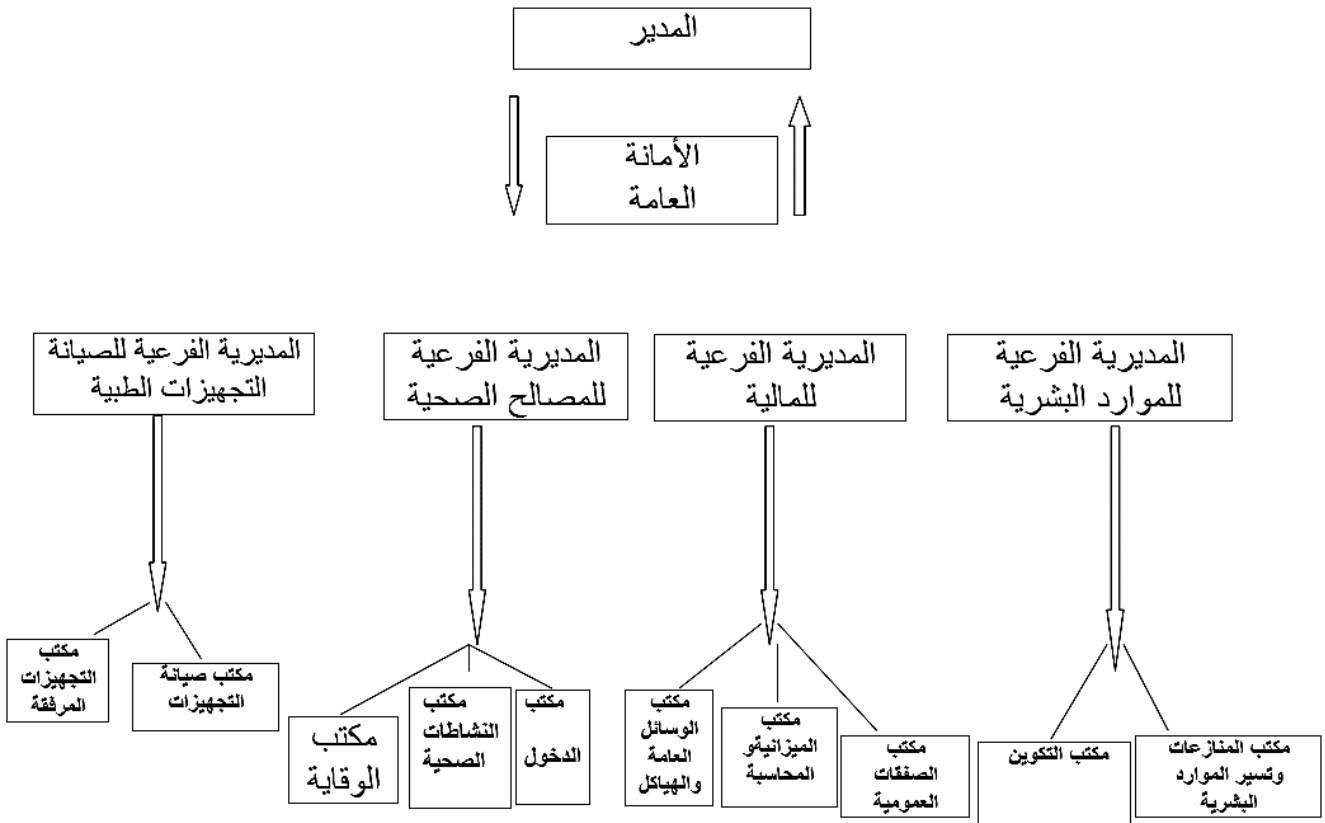 المدير
الأمانة
العامة
المديرية الفرعية
للموارد البشرية
المديرية الفرعية
للمالية
المديرية الفرعية
للمصالح الصحية
المديرية الفرعية للصيانة
التجهيزات الطبية
مكتب المنازعات
وتسير الموارد
البشرية
مكتب التكوين
مكتب
الصفقات
العمومية
مكتب
الميزانيةو
المحاسبة
مكتب
الوسائل
العامة
والهياكل
مكتب
الدخول
مكتب
النشاطات
الصحية
مكتب
الوقاية
مكتب صيانة
التجهيزات
مكتب
التجهيزات
المرفقة